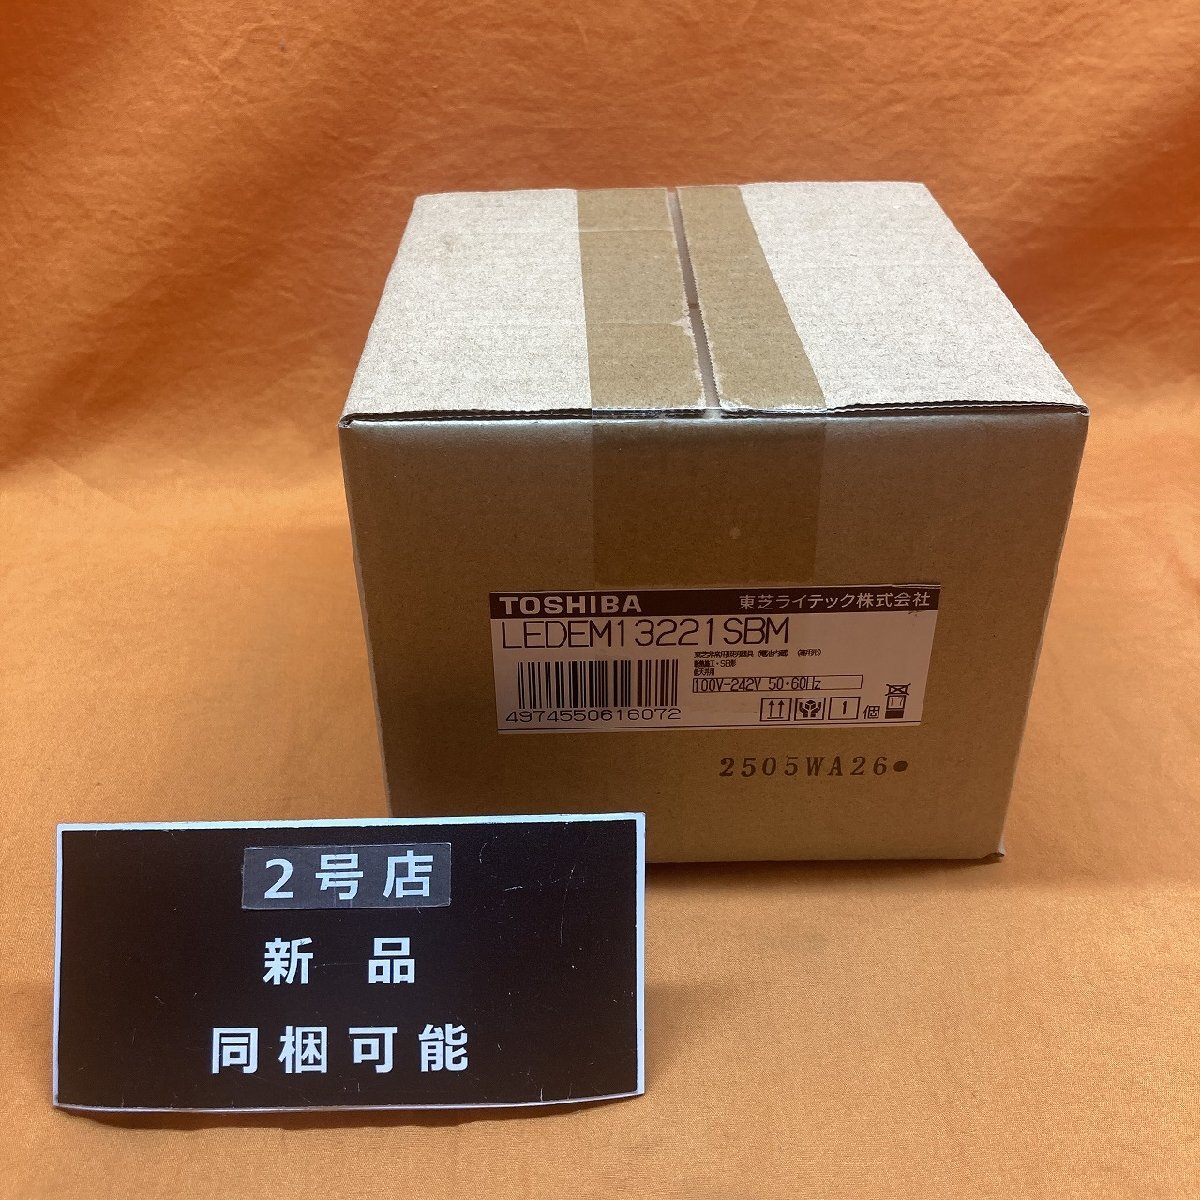 TOSHIBA 東芝ライテック株式会社
LEDEM13221SBM
100V-242V 50・60Hz
4974550616072
1 個
2505WA26●
2号店
新品
同梱可能